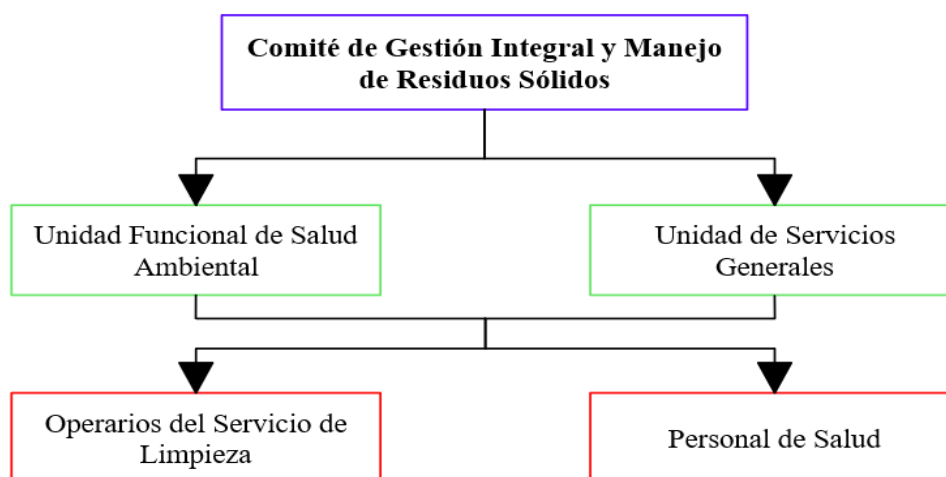 Comité de Gestión Integral y Manejo
de Residuos Sólidos
Unidad Funcional de Salud
Ambiental
Unidad de Servicios
Generales
Operarios del Servicio de
Limpieza
Personal de Salud